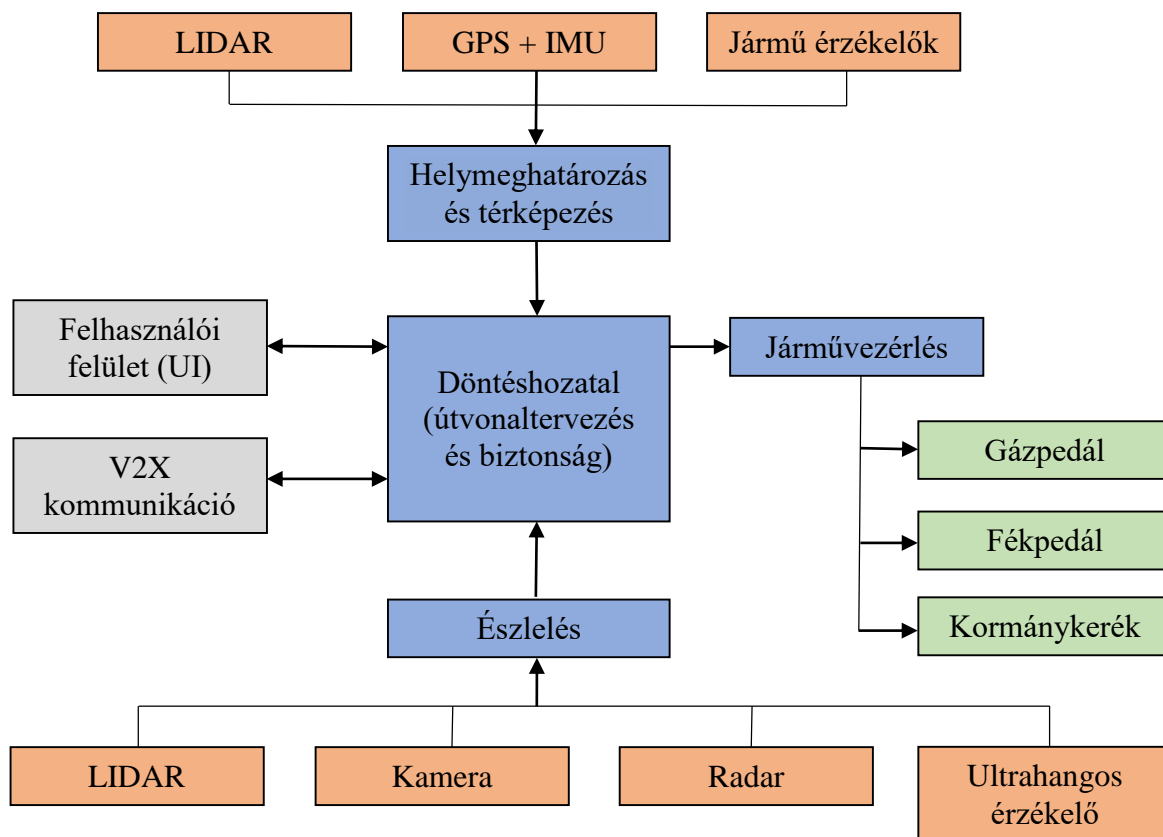 LIDAR
GPS + IMU
Jármű érzékelők
Helymeghatározás
és térképezés
Felhasználói
felület (UI)
Döntéshozatal
(útvonaltervezés
és biztonság)
Járművezérlés
V2X
kommunikáció
Gázpedál
Fékpedál
Kormánykerék
Észlelés
LIDAR
Kamera
Radar
Ultrahangos
érzékelő